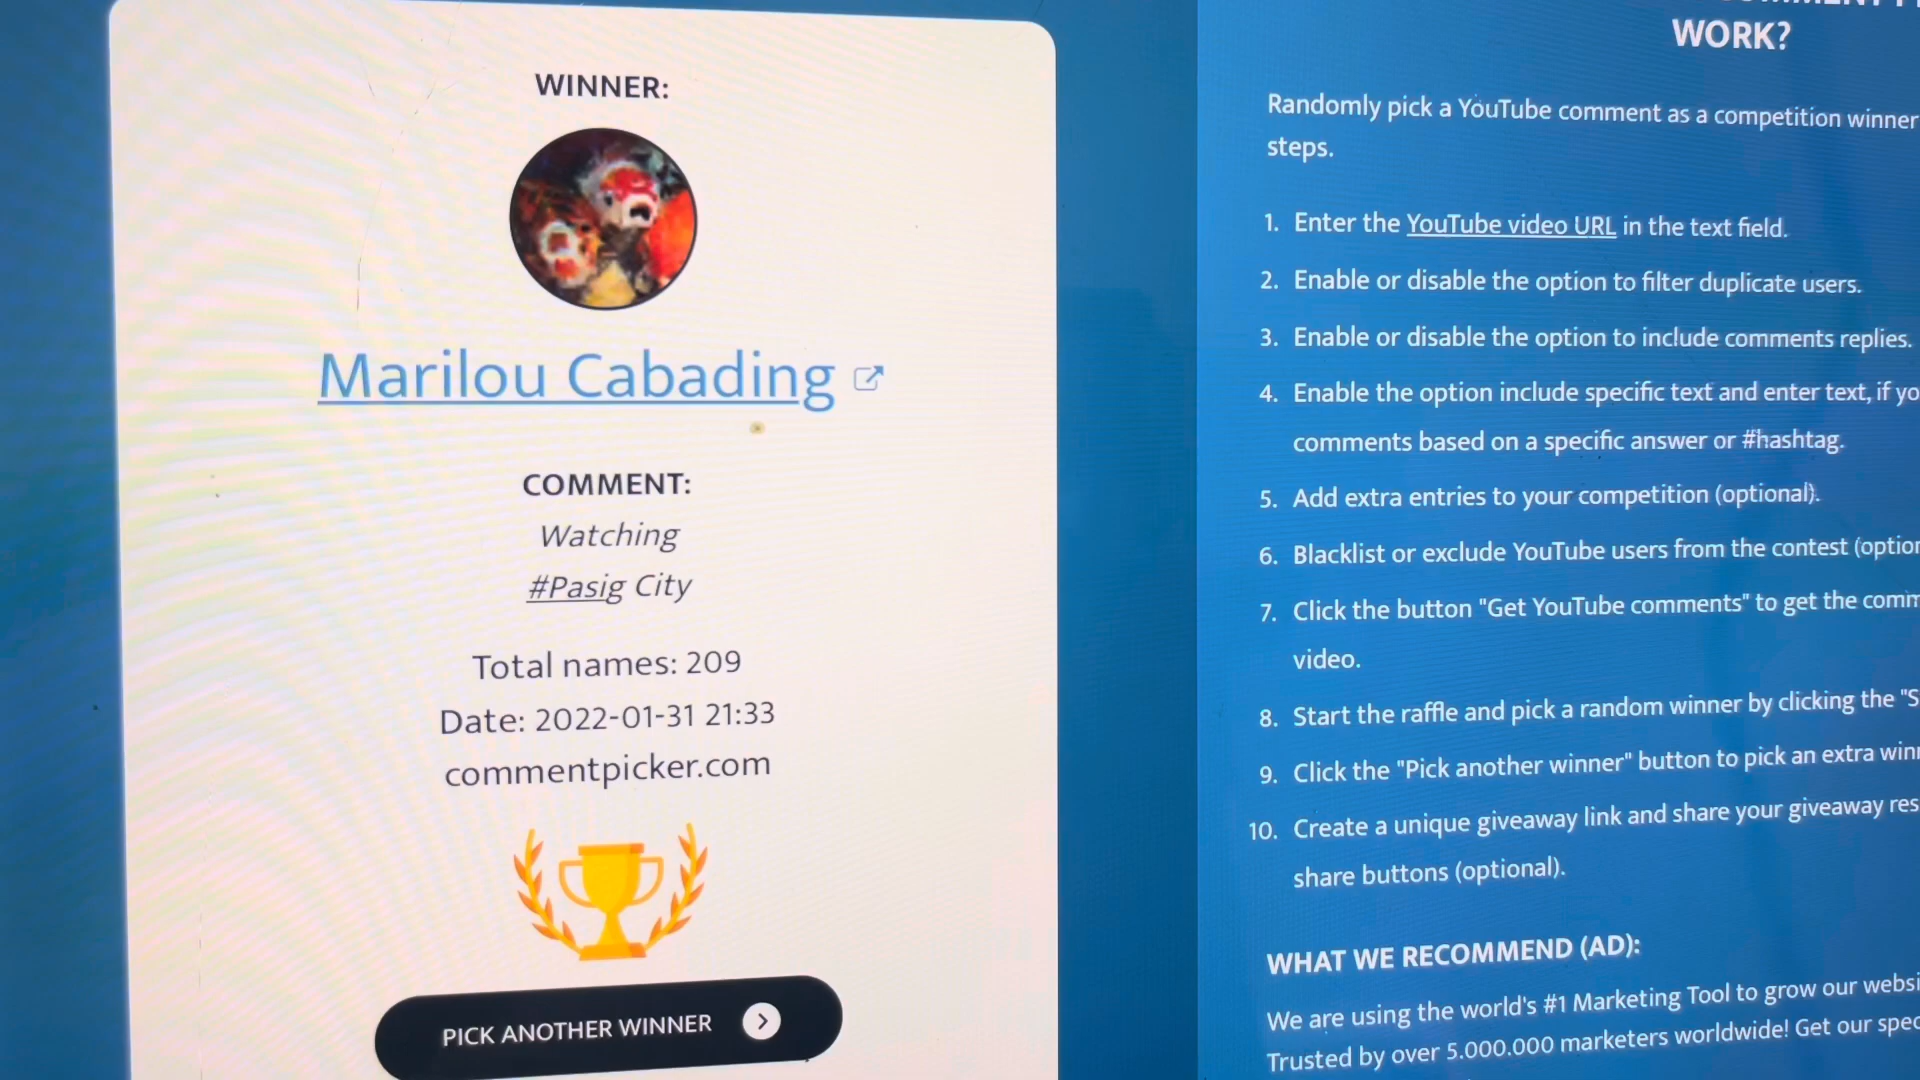 WINNER:
Marilou Cabading
COMMENT:
Watching
#Pasig City
Total names: 209
Date: 2022-01-31 21:33
commentpicker.com
PICK ANOTHER WINNER
WORK?
Randomly pick a YouTube comment as a competition winner
steps.
1. Enter the YouTube video URL in the text field.
2. Enable or disable the option to filter duplicate users.
3. Enable or disable the option to include comments replies.
4. Enable the option include specific text and enter text, if
comments based on a specific answer or #hashtag.
5. Add extra entries to your competition (optional).
6. Blacklist or exclude YouTube users from the contest
7. Click the button "Get YouTube comments" to get the
video.
8. Start the raffle and pick a random winner by clicking the
9. Click the "Pick another winner" button to pick an extra
10. Create a unique giveaway link and share your giveaway
share buttons (optional).
WHAT WE RECOMMEND (AD):
We are using the world's #1 Marketing Tool to grow our
Trusted by over 5.000.000 marketers worldwide! Get our